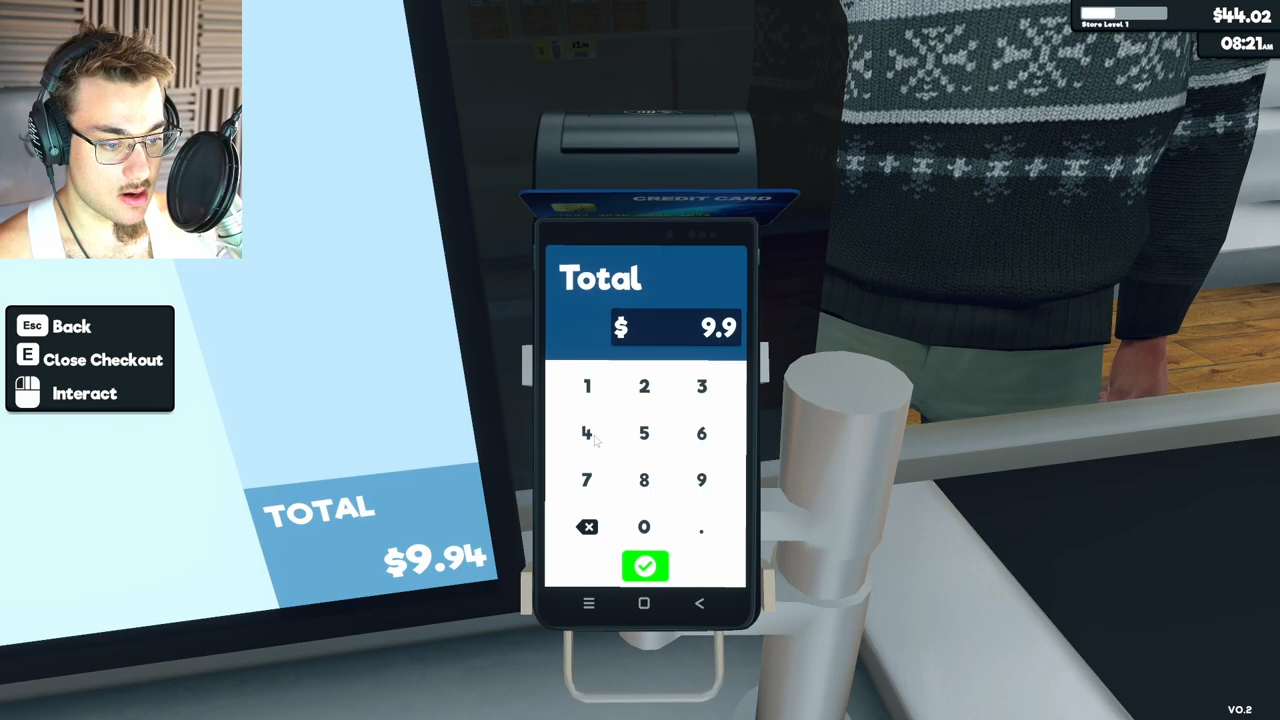 Store Level 1
$44.02
08:21AM
CREDIT CARD
Total
$ 9.9
Esc Back
E Close Checkout
Interact
1 2 3
4 5 6
7 8 9
0 .
TOTAL
$9.94
V0.2